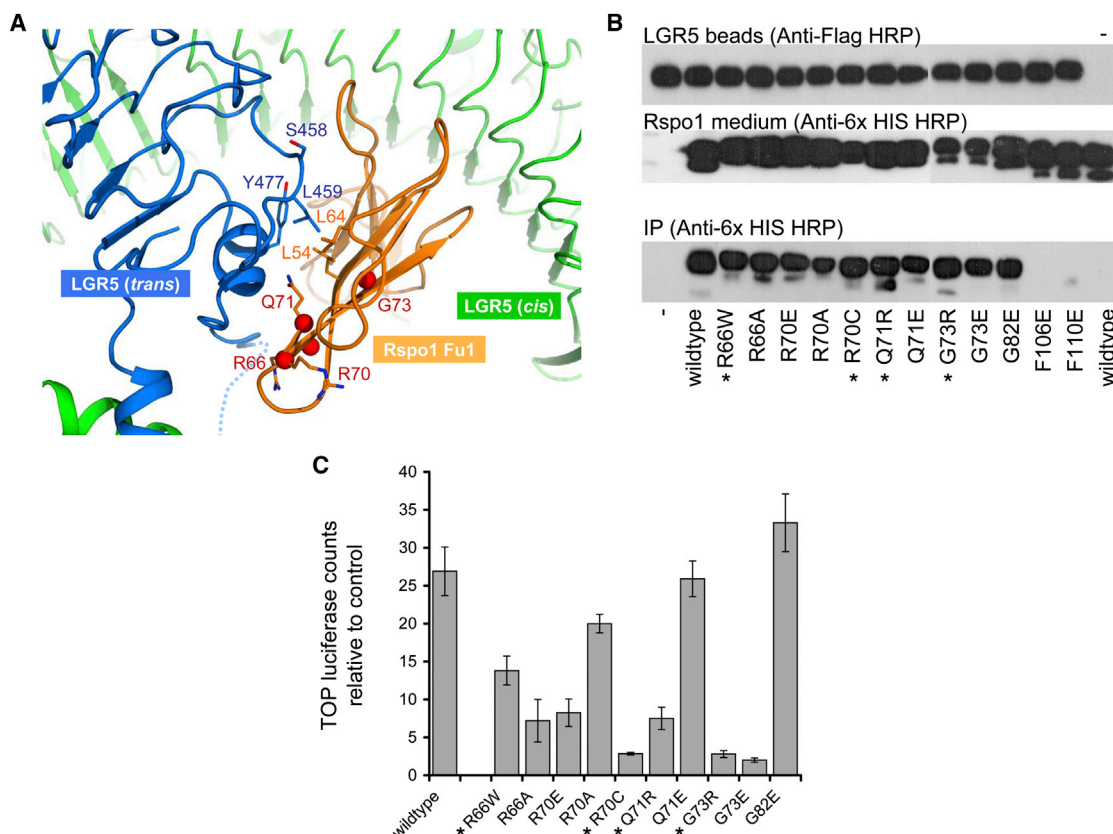 A
S458
Y477
L459
L64
L54
LGR5 (trans)
Q71
G73
LGR5 (cis)
Rspo1 Fu1
R66
R70
B
LGR5 beads (Anti-Flag HRP) -
Rspo1 medium (Anti-6x HIS HRP)
IP (Anti-6x HIS HRP)
-
wildtype
* R66W
R66A
R70E
R70A
* R70C
* Q71R
Q71E
* G73R
G73E
G82E
F106E
F110E
wildtype
C
TOP luciferase counts
relative to control
40
35
30
25
20
15
10
5
0
wildtype
* R66W
R66A
R70E
R70A
* R70C
* Q71R
Q71E
* G73R
G73E
G82E